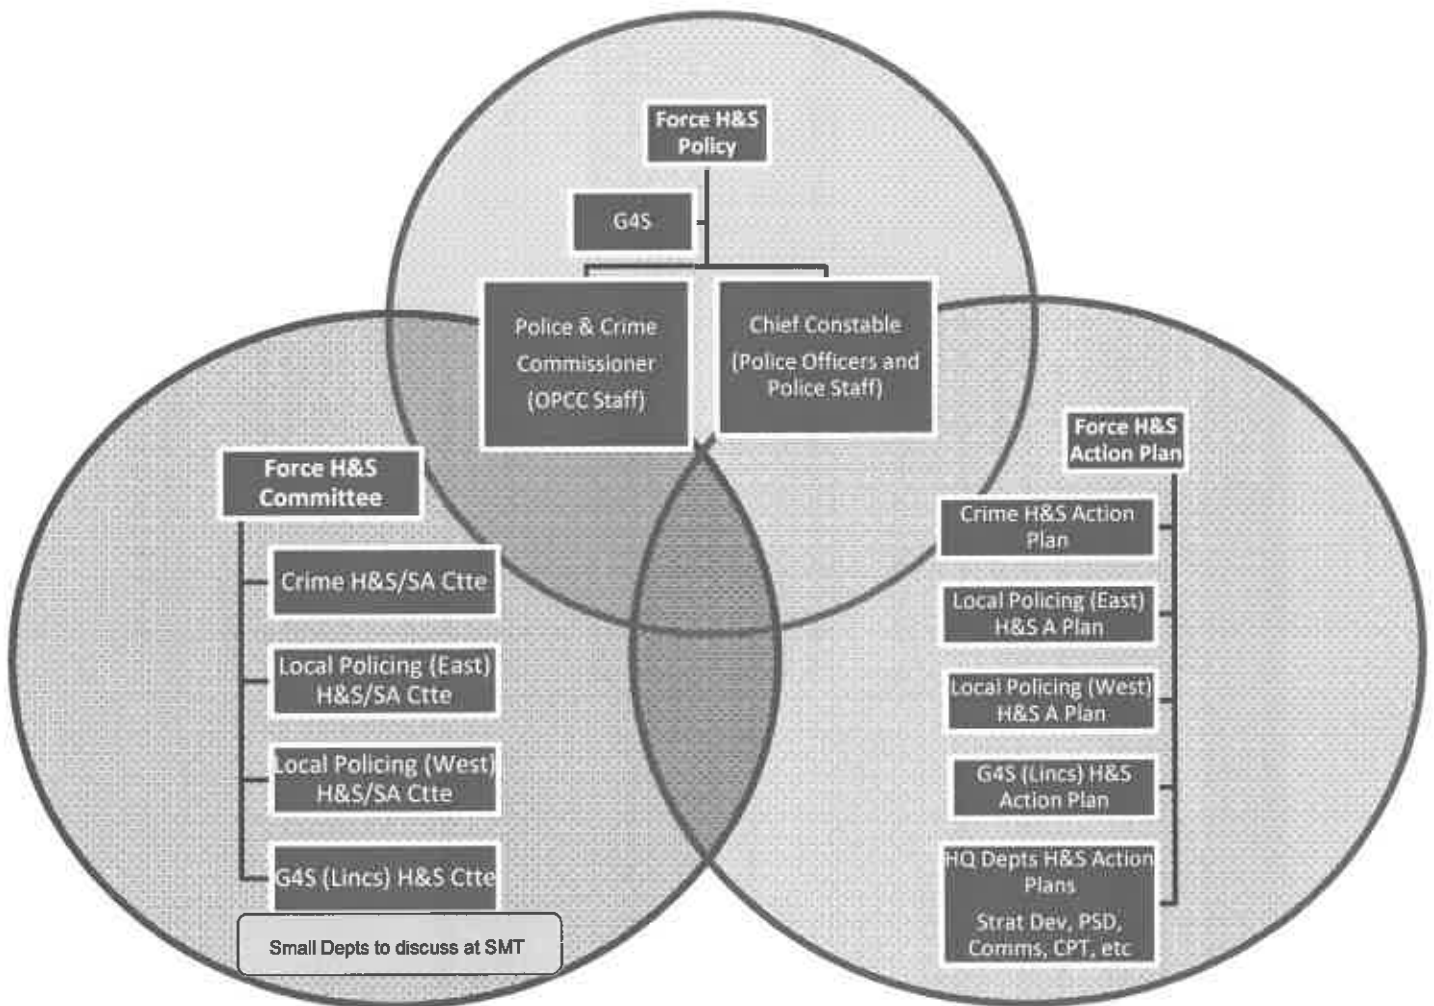 Force H&S
Policy
G4S
Police & Crime
Commissioner
(OPCC Staff)
Chief Constable
(Police Officers and
Police Staff)
Force H&S
Committee
Crime H&S/SA Ctte
Local Policing (East)
H&S/SA Ctte
Local Policing (West)
H&S/SA Ctte
G4S (Lincs) H&S Ctte
Small Depts to discuss at SMT
Force H&S
Action Plan
Crime H&S Action
Plan
Local Policing (East)
H&S A Plan
Local Policing (West)
H&S A Plan
G4S (Lincs) H&S
Action Plan
HQ Depts H&S Action
Plans
Strat Dev, PSD,
Comms, CPT, etc